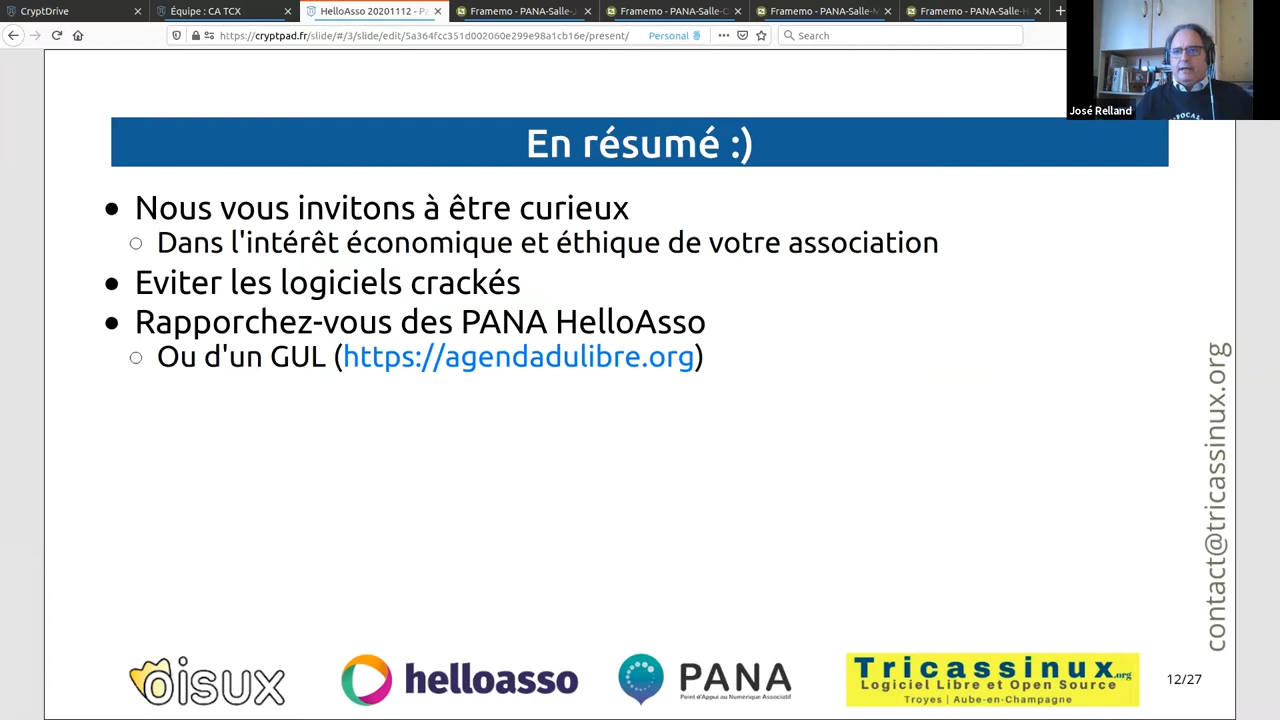 CryptDrive
Équipe : CA TCX
HelloAsso 20201112 - Pa
Framemo - PANA-Salle-J
Framemo - PANA-Salle-C
Framemo - PANA-Salle-M
Framemo - PANA-Salle-H
https://cryptpad.fr/slide/#/3/slide/edit/5a364fcc351d002060e299e98a1cb16e/present/
Personal
Search
José Relland
En résumé :)
Nous vous invitons à être curieux
Dans l'intérêt économique et éthique de votre association
Eviter les logiciels crackés
Rapporchez-vous des PANA HelloAsso
Ou d'un GUL (https://agendadulibre.org)
contact@tricassinux.org
Oisux
helloasso
PANA
Point d'Appui au Numérique Associatif
Tricassinux.org
Logiciel Libre et Open Source
Troyes | Aube-en-Champagne
12/27